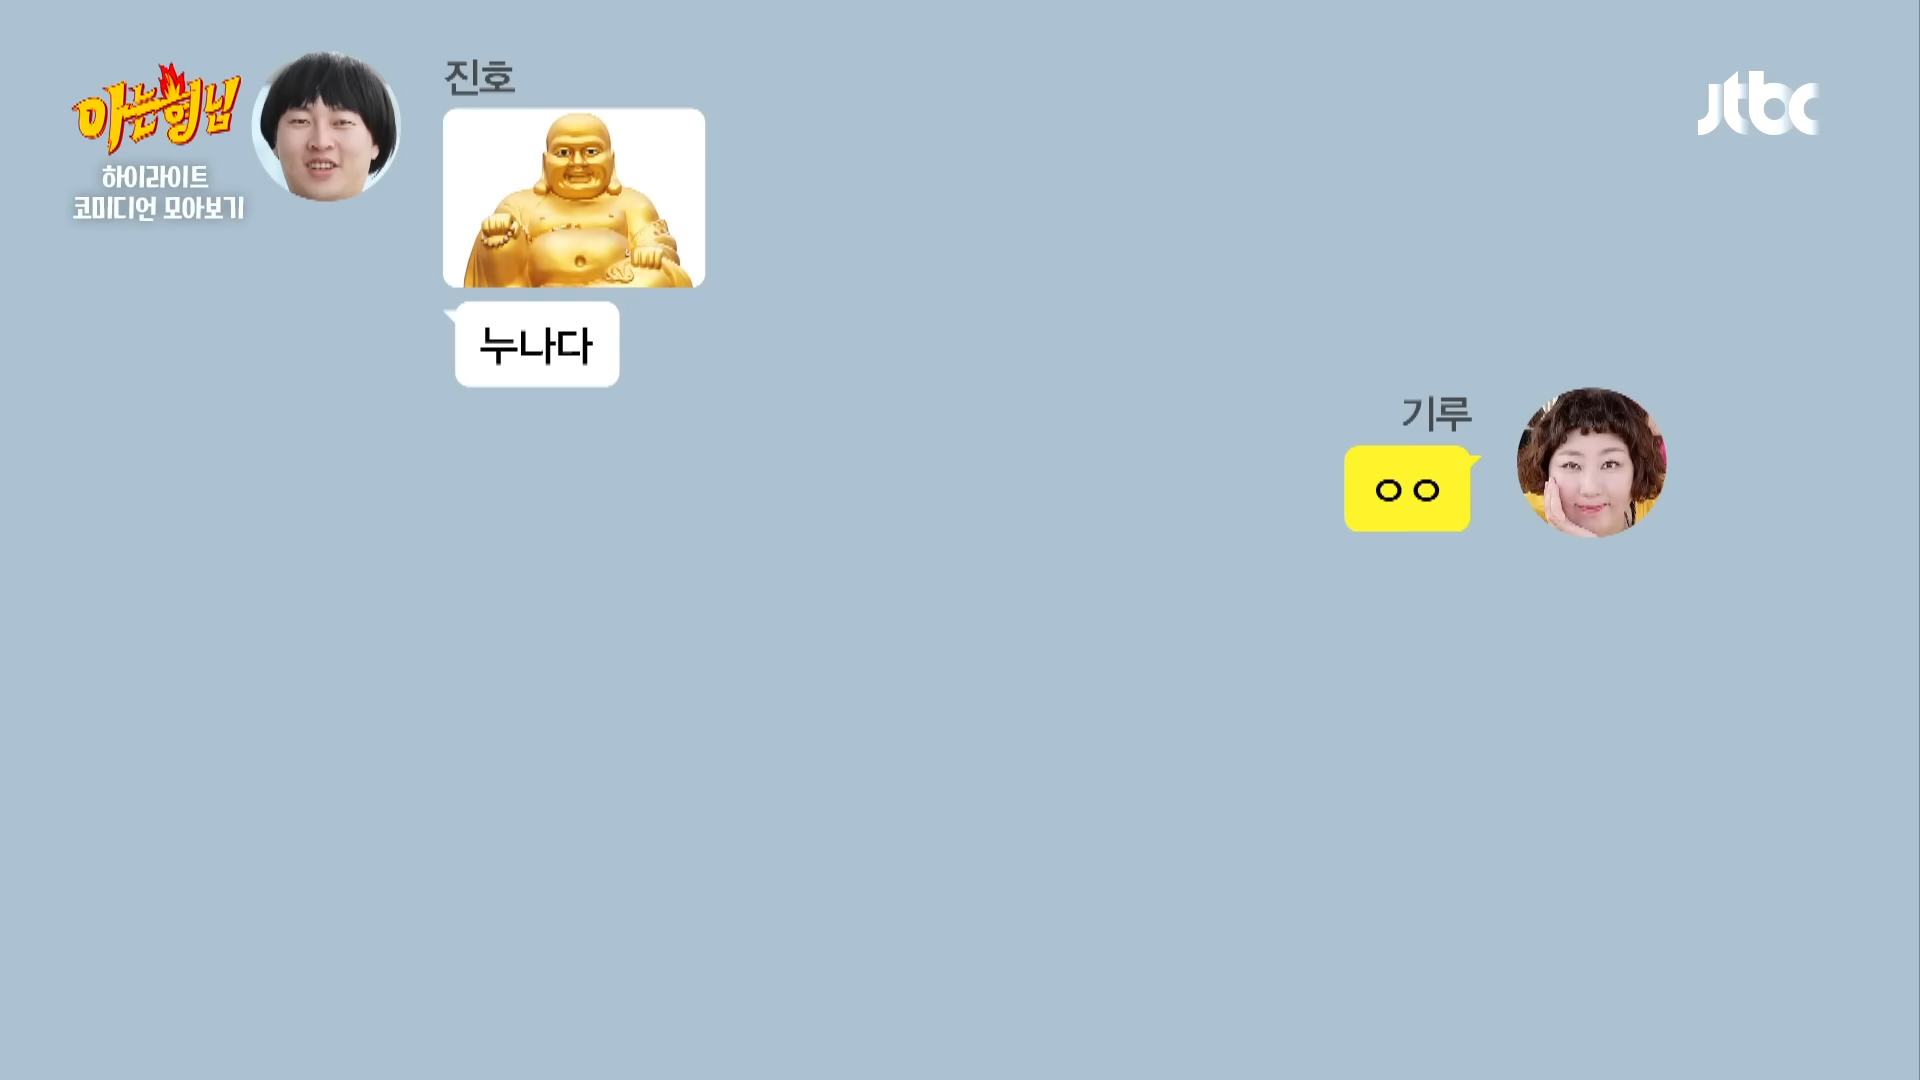 아는형님
하이라이트
코미디언 모아보기
jtbc
진호
누나다
기루
ㅇㅇ